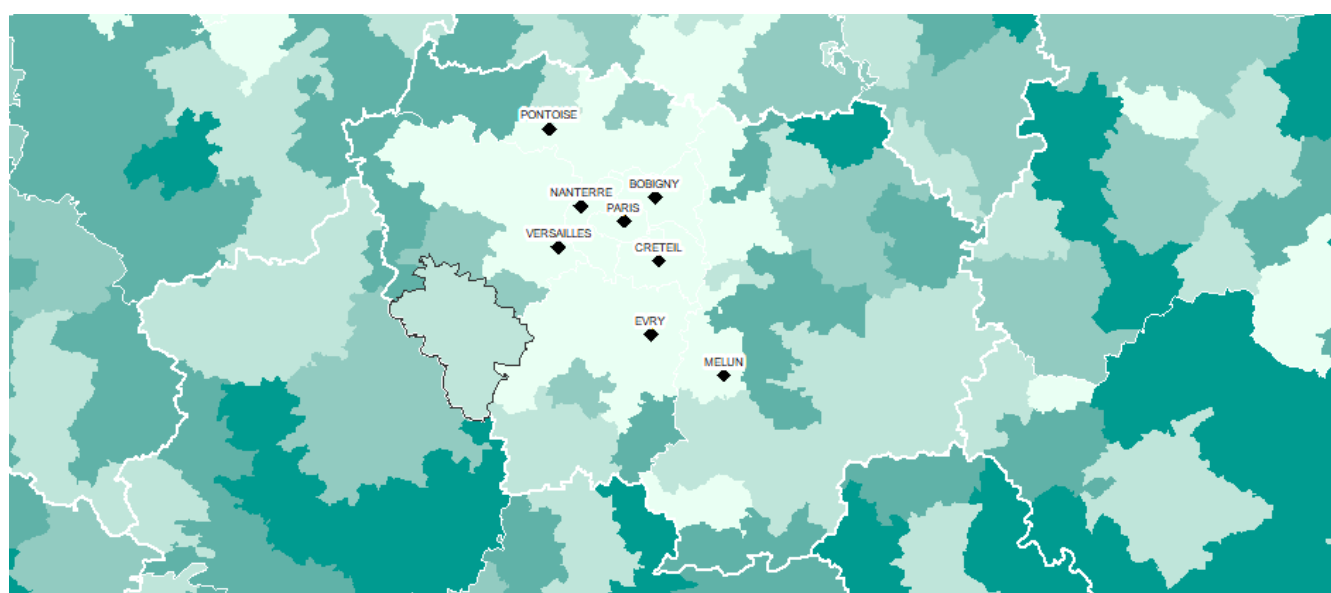 PONTOISE
NANTERRE
BOBIGNY
PARIS
VERSAILLES
CRETEIL
EVRY
MELUN